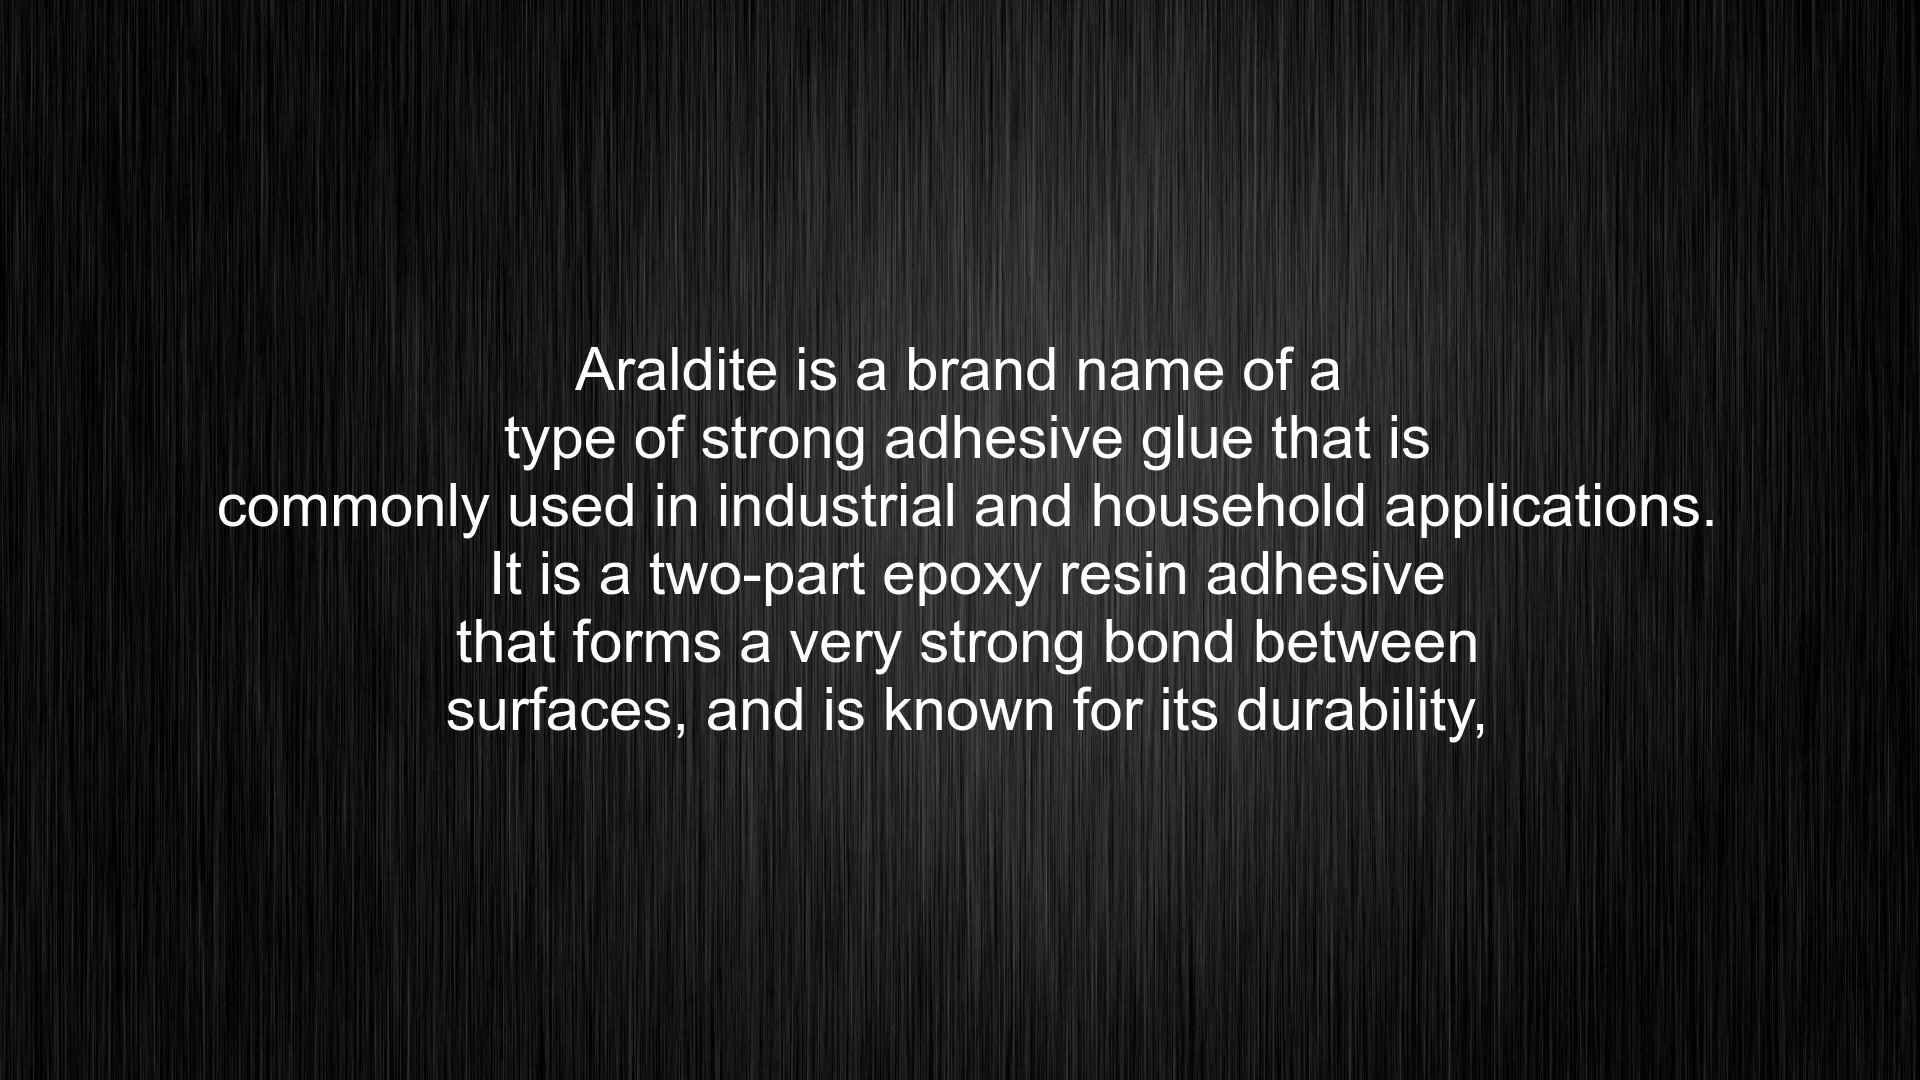 Araldite is a brand name of a
type of strong adhesive glue that is
commonly used in industrial and household applications.
It is a two-part epoxy resin adhesive
that forms a very strong bond between
surfaces, and is known for its durability,